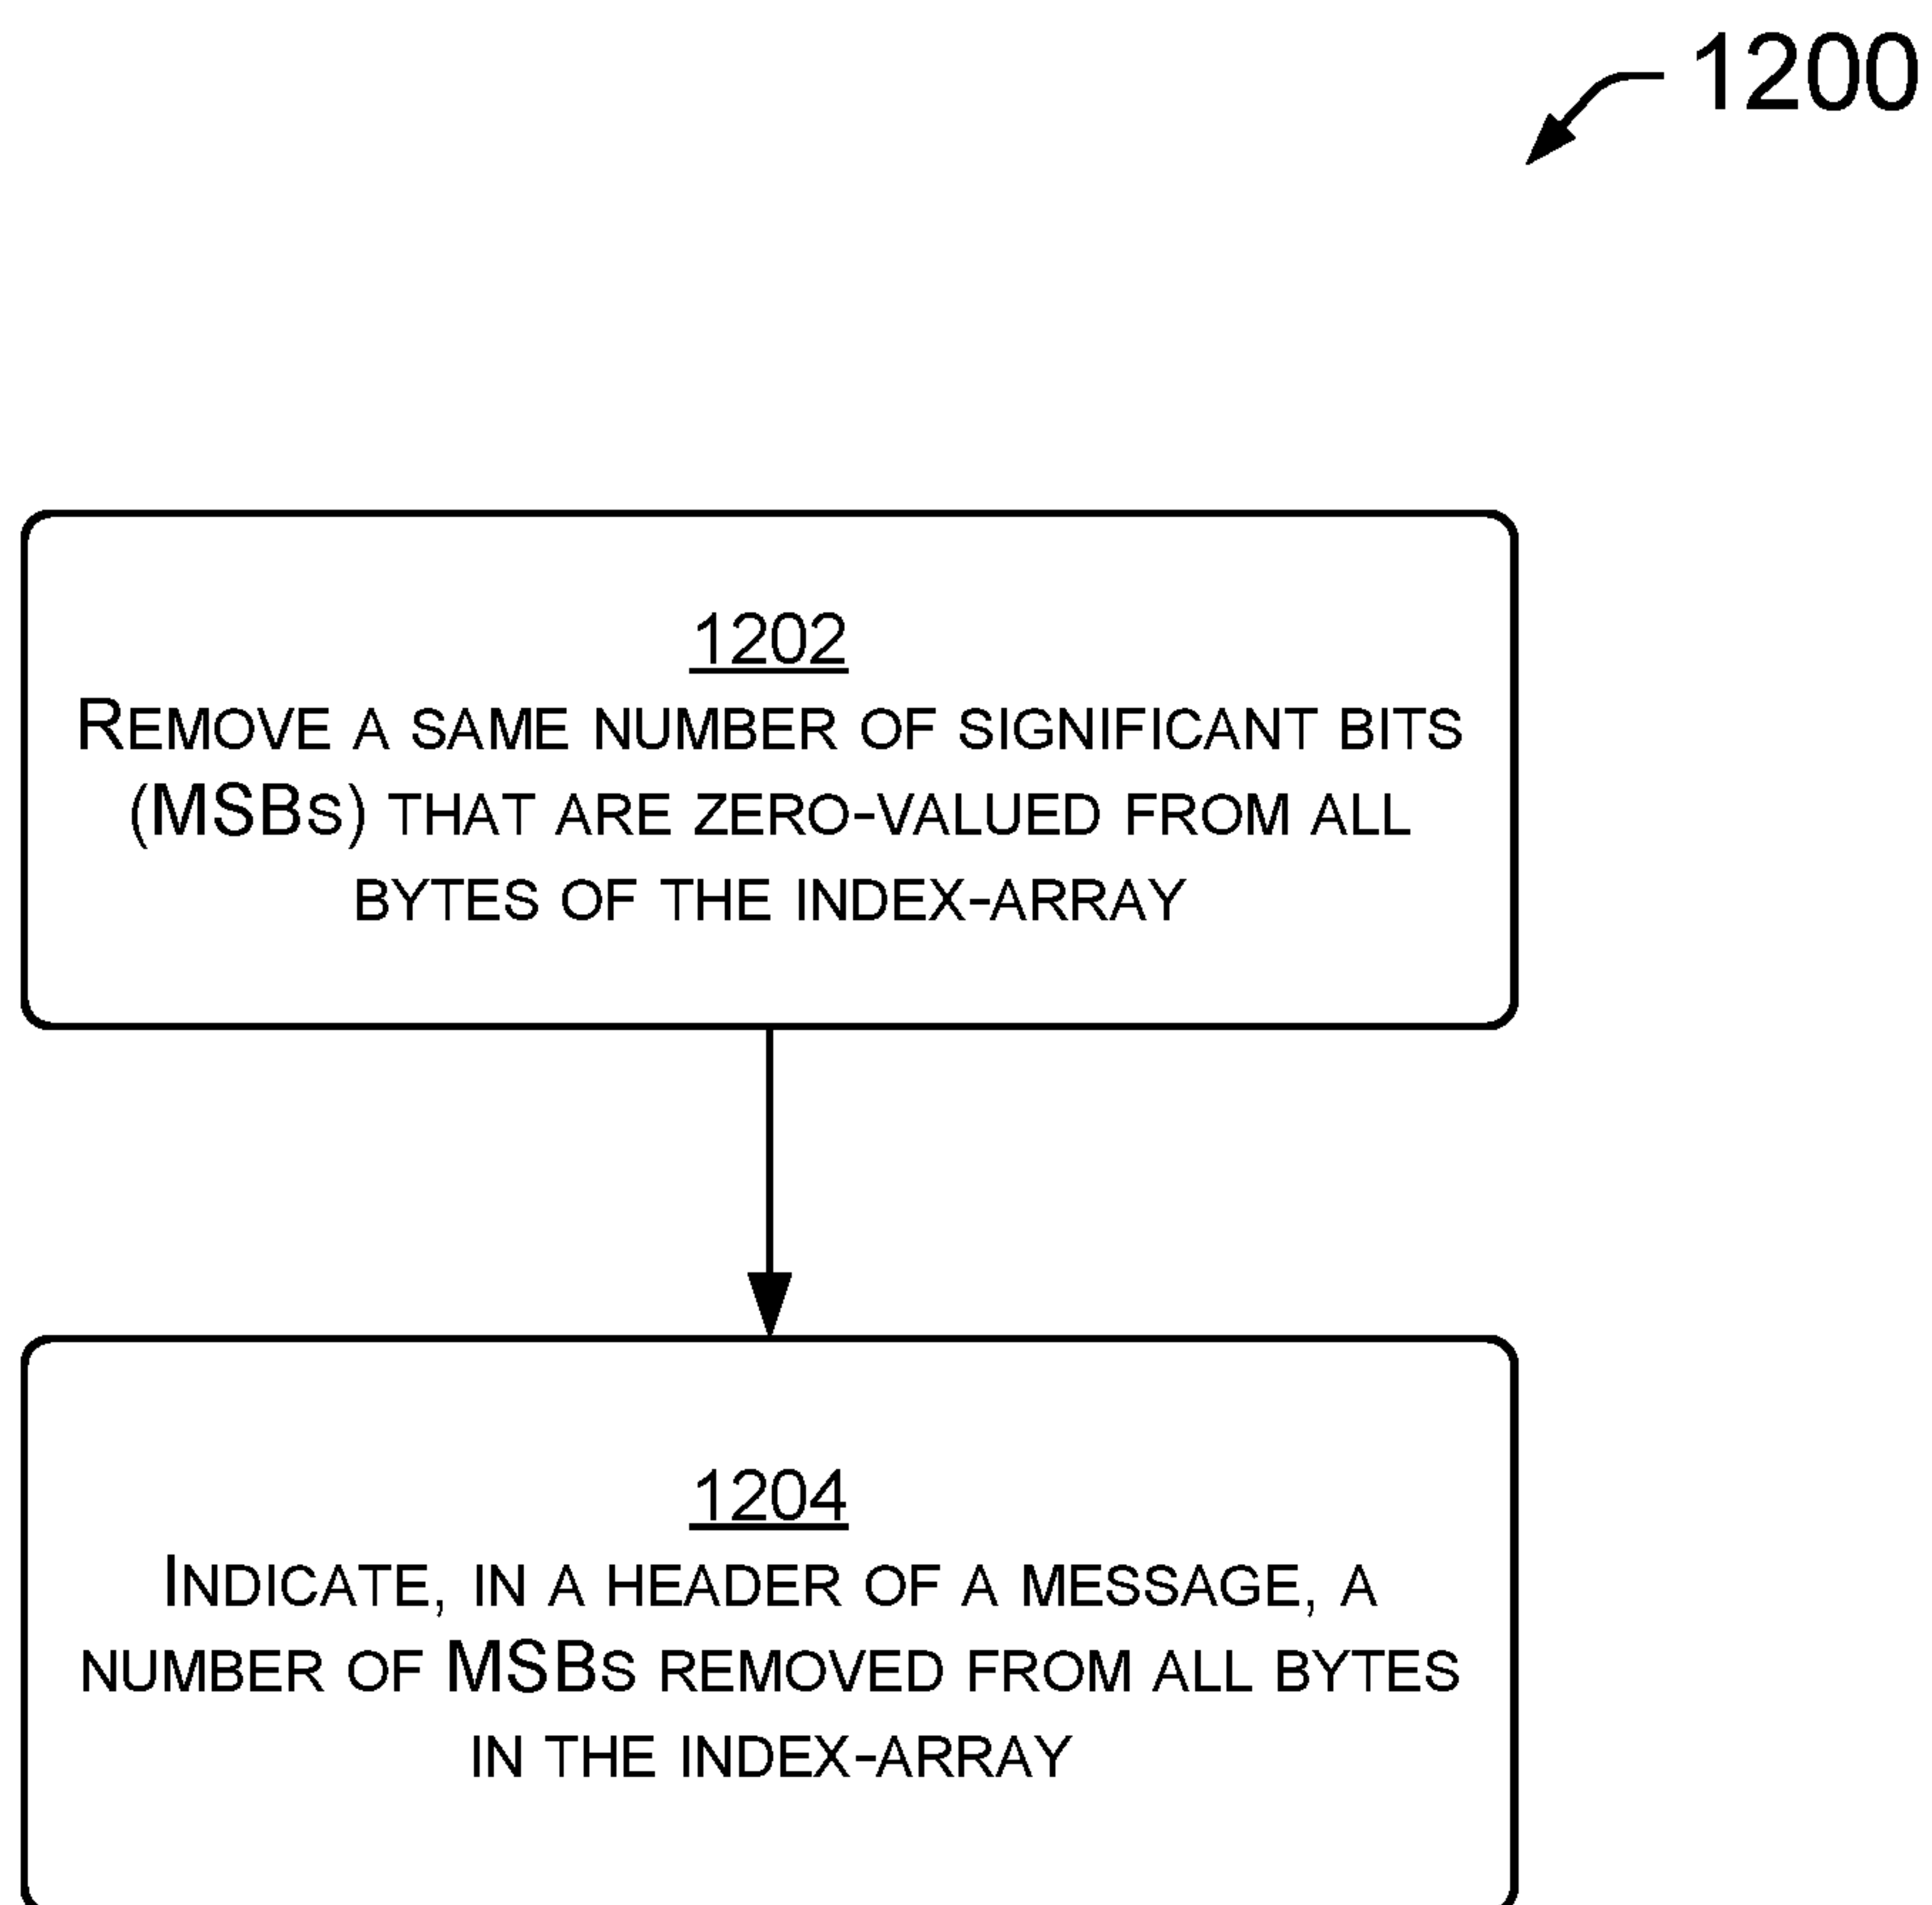 1200
1202
REMOVE A SAME NUMBER OF SIGNIFICANT BITS
(MSBS) THAT ARE ZERO-VALUED FROM ALL
BYTES OF THE INDEX-ARRAY
1204
INDICATE, IN A HEADER OF A MESSAGE, A
NUMBER OF MSBS REMOVED FROM ALL BYTES
IN THE INDEX-ARRAY